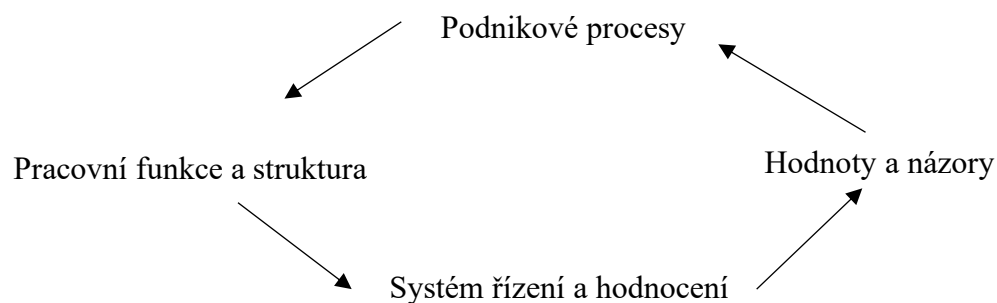 Podnikové procesy
Pracovní funkce a struktura
Hodnoty a názory
Systém řízení a hodnocení